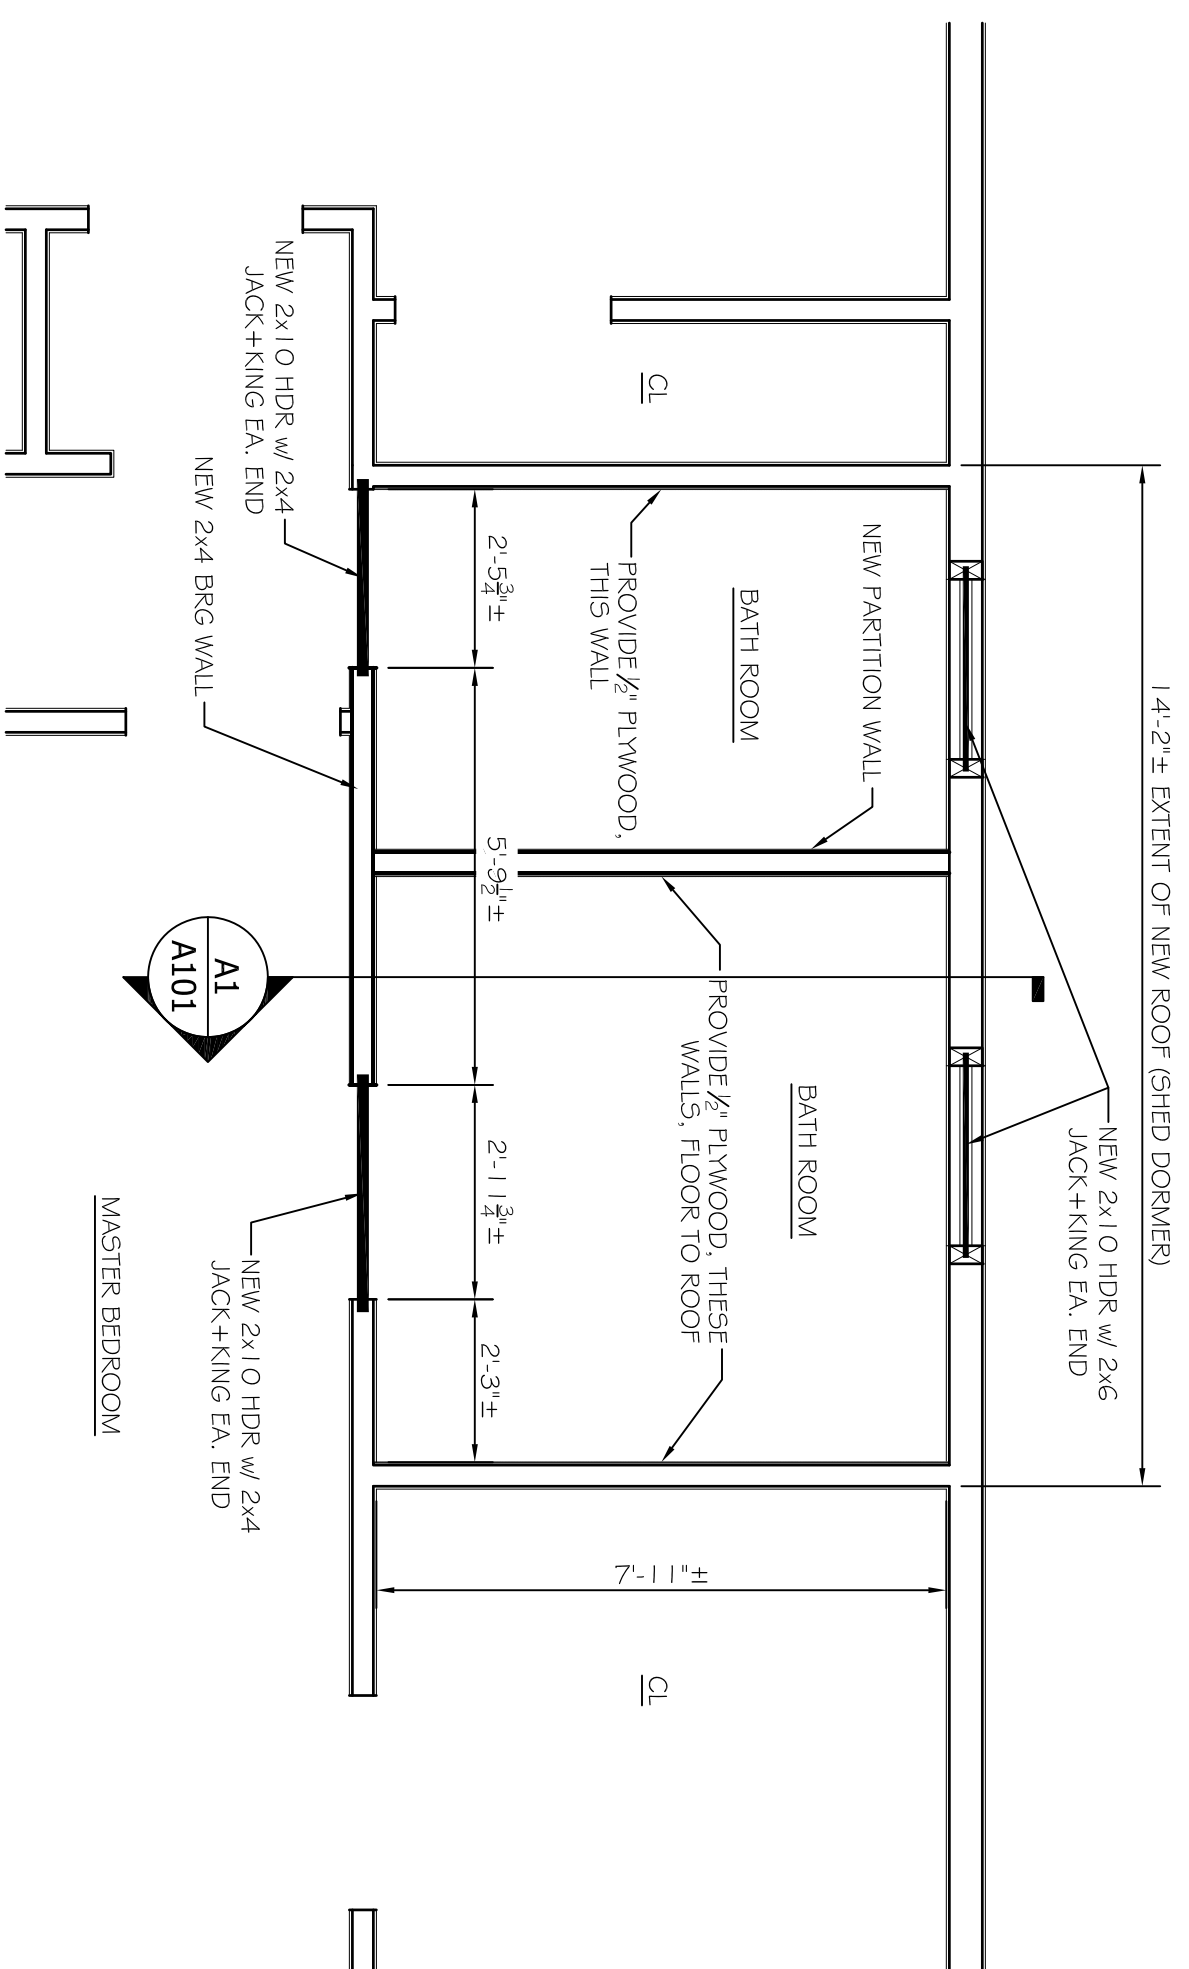 14'-2"± EXTENT OF NEW ROOF (SHED DORMER)
NEW 2x10 HDR w/ 2x6
JACK+KING EA. END
NEW PARTITION WALL
BATH ROOM
BATH ROOM
PROVIDE ½" PLYWOOD,
THIS WALL
PROVIDE ½" PLYWOOD, THESE
WALLS, FLOOR TO ROOF
CL
CL
7'-11"±
2'-5¾"±
5'-9½"±
2'-11¾"±
2'-3"±
NEW 2x10 HDR w/ 2x4
JACK+KING EA. END
NEW 2x4 BRG WALL
A1
A101
NEW 2x10 HDR w/ 2x4
JACK+KING EA. END
MASTER BEDROOM